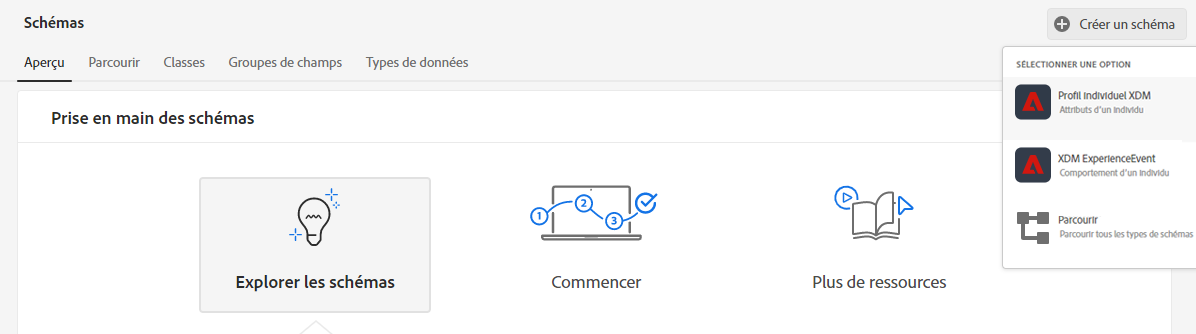 Schémas
Créer un schéma
Aperçu Parcourir Classes Groupes de champs Types de données
SÉLECTIONNER UNE OPTION
Profil individuel XDM
Attributs d'un individu
XDM ExperienceEvent
Comportement d'un individu
Parcourir
Parcourir tous les types de schémas
Prise en main des schémas
1 2 3
Explorer les schémas Commencer Plus de ressources